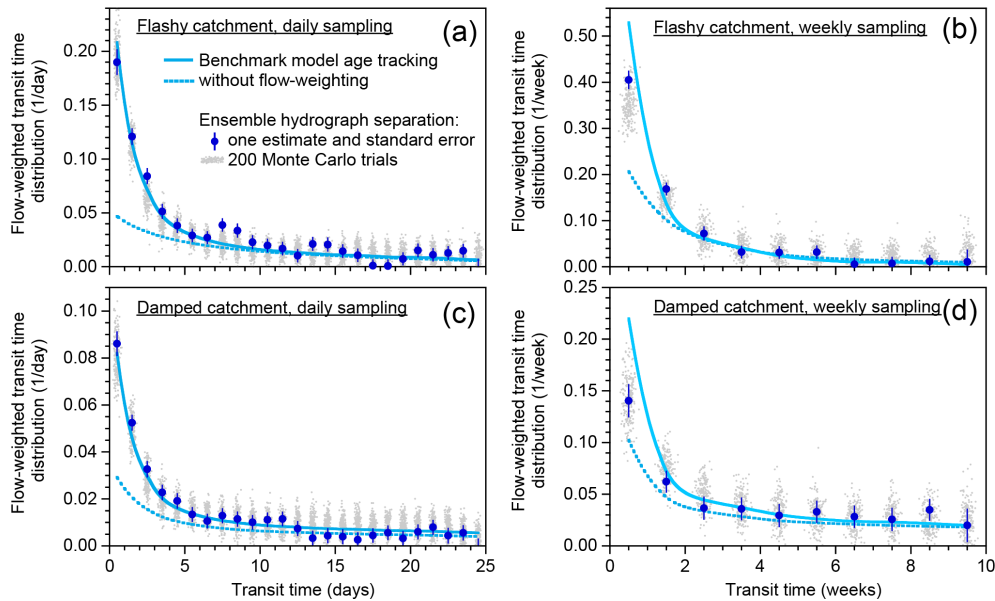 Flashy catchment, daily sampling
(a)
Benchmark model age tracking
without flow-weighting
Ensemble hydrograph separation:
one estimate and standard error
200 Monte Carlo trials
Flow-weighted transit time
distribution (1/day)
0.20
0.15
0.10
0.05
0.00
0
5
10
15
20
25
Flashy catchment, weekly sampling
(b)
Flow-weighted transit time
distribution (1/week)
0.50
0.40
0.30
0.20
0.10
0.00
Damped catchment, daily sampling
(c)
Flow-weighted transit time
distribution (1/day)
0.10
0.08
0.06
0.04
0.02
0.00
0
5
10
15
20
25
Transit time (days)
Damped catchment, weekly sampling
(d)
Flow-weighted transit time
distribution (1/week)
0.25
0.20
0.15
0.10
0.05
0.00
0
2
4
6
8
10
Transit time (weeks)